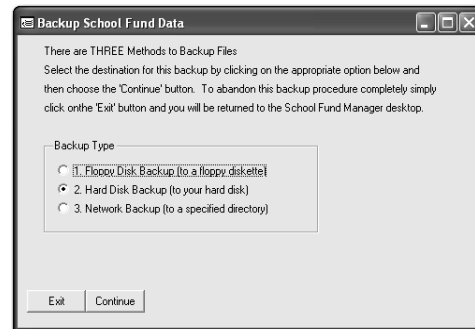 Backup School Fund Data
There are THREE Methods to Backup Files
Select the destination for this backup by clicking on the appropriate option below and
then choose the 'Continue' button. To abandon this backup procedure completely simply
click onthe 'Exit' button and you will be returned to the School Fund Manager desktop.
Backup Type
1. Floppy Disk Backup (to a floppy diskette)
2. Hard Disk Backup (to your hard disk)
3. Network Backup (to a specified directory)
Exit Continue